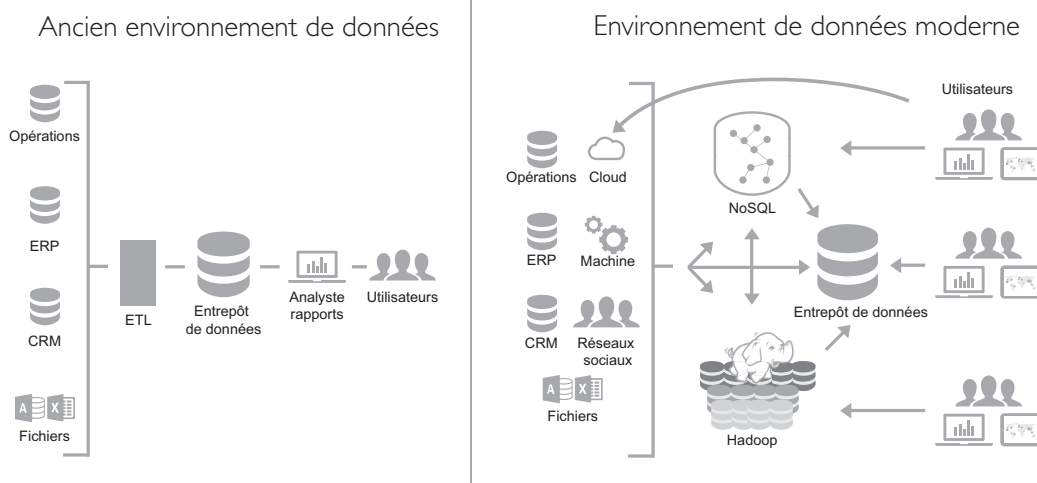 Ancien environnement de données
Opérations
ERP
CRM
Fichiers
ETL
Entrepôt
de données
Analyste
rapports
Utilisateurs
A
X
Environnement de données moderne
Utilisateurs
Opérations
Cloud
ERP
Machine
CRM
Réseaux
sociaux
A
X
Fichiers
NoSQL
Entrepôt de données
Hadoop